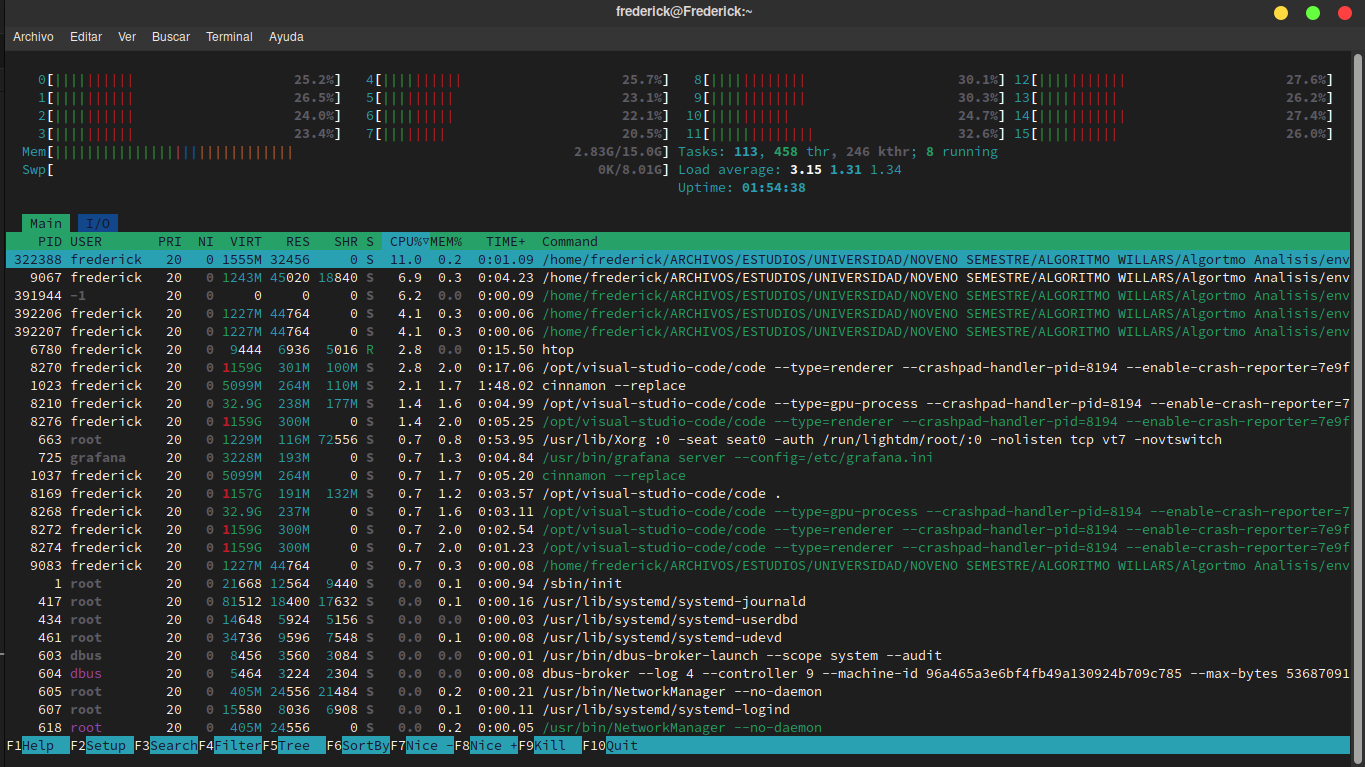 frederick@Frederick:~
Archivo Editar Ver Buscar Terminal Ayuda
0[|||||||||| 25.2%] 4[|||||||||| 25.7%] 8[|||||||||||| 30.1%] 12[||||||||||| 27.6%]
1[|||||||||| 26.5%] 5[||||||||| 23.1%] 9[|||||||||||| 30.3%] 13[|||||||||| 26.2%]
2[|||||||||| 24.0%] 6[||||||||| 22.1%] 10[|||||||||| 24.7%] 14[||||||||||| 27.4%]
3[|||||||||| 23.4%] 7[|||||||| 20.5%] 11[||||||||||||| 32.6%] 15[|||||||||| 26.0%]
Mem[|||||||||||||||||||||||||||||| 2.83G/15.0G] Tasks: 113, 458 thr, 246 kthr; 8 running
Swp[ 0K/8.01G] Load average: 3.15 1.31 1.34
Uptime: 01:54:38
Main I/O
PID USER PRI NI VIRT RES SHR S CPU%▽MEM% TIME+ Command
322388 frederick 20 0 1555M 32456 0 S 11.0 0.2 0:01.09 /home/frederick/ARCHIVOS/ESTUDIOS/UNIVERSIDAD/NOVENO SEMESTRE/ALGORITMO WILLARS/Algortmo Analisis/env
9067 frederick 20 0 1243M 45020 18840 S 6.9 0.3 0:04.23 /home/frederick/ARCHIVOS/ESTUDIOS/UNIVERSIDAD/NOVENO SEMESTRE/ALGORITMO WILLARS/Algortmo Analisis/env
391944 -1 20 0 0 0 0 S 6.2 0.0 0:00.09 /home/frederick/ARCHIVOS/ESTUDIOS/UNIVERSIDAD/NOVENO SEMESTRE/ALGORITMO WILLARS/Algortmo Analisis/env
392206 frederick 20 0 1227M 44764 0 S 4.1 0.3 0:00.06 /home/frederick/ARCHIVOS/ESTUDIOS/UNIVERSIDAD/NOVENO SEMESTRE/ALGORITMO WILLARS/Algortmo Analisis/env
392207 frederick 20 0 1227M 44764 0 S 4.1 0.3 0:00.06 /home/frederick/ARCHIVOS/ESTUDIOS/UNIVERSIDAD/NOVENO SEMESTRE/ALGORITMO WILLARS/Algortmo Analisis/env
6780 frederick 20 0 9444 6936 5016 R 2.8 0.0 0:15.50 htop
8270 frederick 20 0 1159G 301M 100M S 2.8 2.0 0:17.06 /opt/visual-studio-code/code --type=renderer --crashpad-handler-pid=8194 --enable-crash-reporter=7e9f
1023 frederick 20 0 5099M 264M 110M S 2.1 1.7 1:48.02 cinnamon --replace
8210 frederick 20 0 32.9G 238M 177M S 1.4 1.6 0:04.99 /opt/visual-studio-code/code --type=gpu-process --crashpad-handler-pid=8194 --enable-crash-reporter=7
8276 frederick 20 0 1159G 300M 0 S 1.4 2.0 0:05.25 /opt/visual-studio-code/code --type=renderer --crashpad-handler-pid=8194 --enable-crash-reporter=7e9f
663 root 20 0 1229M 116M 72556 S 0.7 0.8 0:53.95 /usr/lib/Xorg :0 -seat seat0 -auth /run/lightdm/root/:0 -nolisten tcp vt7 -novtswitch
725 grafana 20 0 3228M 193M 0 S 0.7 1.3 0:04.84 /usr/bin/grafana server --config=/etc/grafana.ini
1037 frederick 20 0 5099M 264M 0 S 0.7 1.7 0:05.20 cinnamon --replace
8169 frederick 20 0 1157G 191M 132M S 0.7 1.2 0:03.57 /opt/visual-studio-code/code .
8268 frederick 20 0 32.9G 237M 0 S 0.7 1.6 0:03.11 /opt/visual-studio-code/code --type=gpu-process --crashpad-handler-pid=8194 --enable-crash-reporter=7
8272 frederick 20 0 1159G 300M 0 S 0.7 2.0 0:02.54 /opt/visual-studio-code/code --type=renderer --crashpad-handler-pid=8194 --enable-crash-reporter=7e9f
8274 frederick 20 0 1159G 300M 0 S 0.7 2.0 0:01.23 /opt/visual-studio-code/code --type=renderer --crashpad-handler-pid=8194 --enable-crash-reporter=7e9f
9083 frederick 20 0 1227M 44764 0 S 0.7 0.3 0:00.08 /home/frederick/ARCHIVOS/ESTUDIOS/UNIVERSIDAD/NOVENO SEMESTRE/ALGORITMO WILLARS/Algortmo Analisis/env
1 root 20 0 21668 12564 9440 S 0.0 0.1 0:00.94 /sbin/init
417 root 20 0 81512 18400 17632 S 0.0 0.1 0:00.16 /usr/lib/systemd/systemd-journald
434 root 20 0 14648 5924 5156 S 0.0 0.0 0:00.03 /usr/lib/systemd/systemd-userdbd
461 root 20 0 34736 9596 7548 S 0.0 0.1 0:00.08 /usr/lib/systemd/systemd-udevd
603 dbus 20 0 8456 3560 3084 S 0.0 0.0 0:00.01 /usr/bin/dbus-broker-launch --scope system --audit
604 dbus 20 0 5464 3224 2304 S 0.0 0.0 0:00.08 dbus-broker --log 4 --controller 9 --machine-id 96a465a3e6bf4fb49a130924b709c785 --max-bytes 53687091
605 root 20 0 405M 24556 21484 S 0.0 0.2 0:00.21 /usr/bin/NetworkManager --no-daemon
607 root 20 0 15580 8036 6908 S 0.0 0.1 0:00.11 /usr/lib/systemd/systemd-logind
618 root 20 0 405M 24556 0 S 0.0 0.2 0:00.05 /usr/bin/NetworkManager --no-daemon
F1Help F2Setup F3SearchF4FilterF5Tree F6SortByF7Nice -F8Nice +F9Kill F10Quit